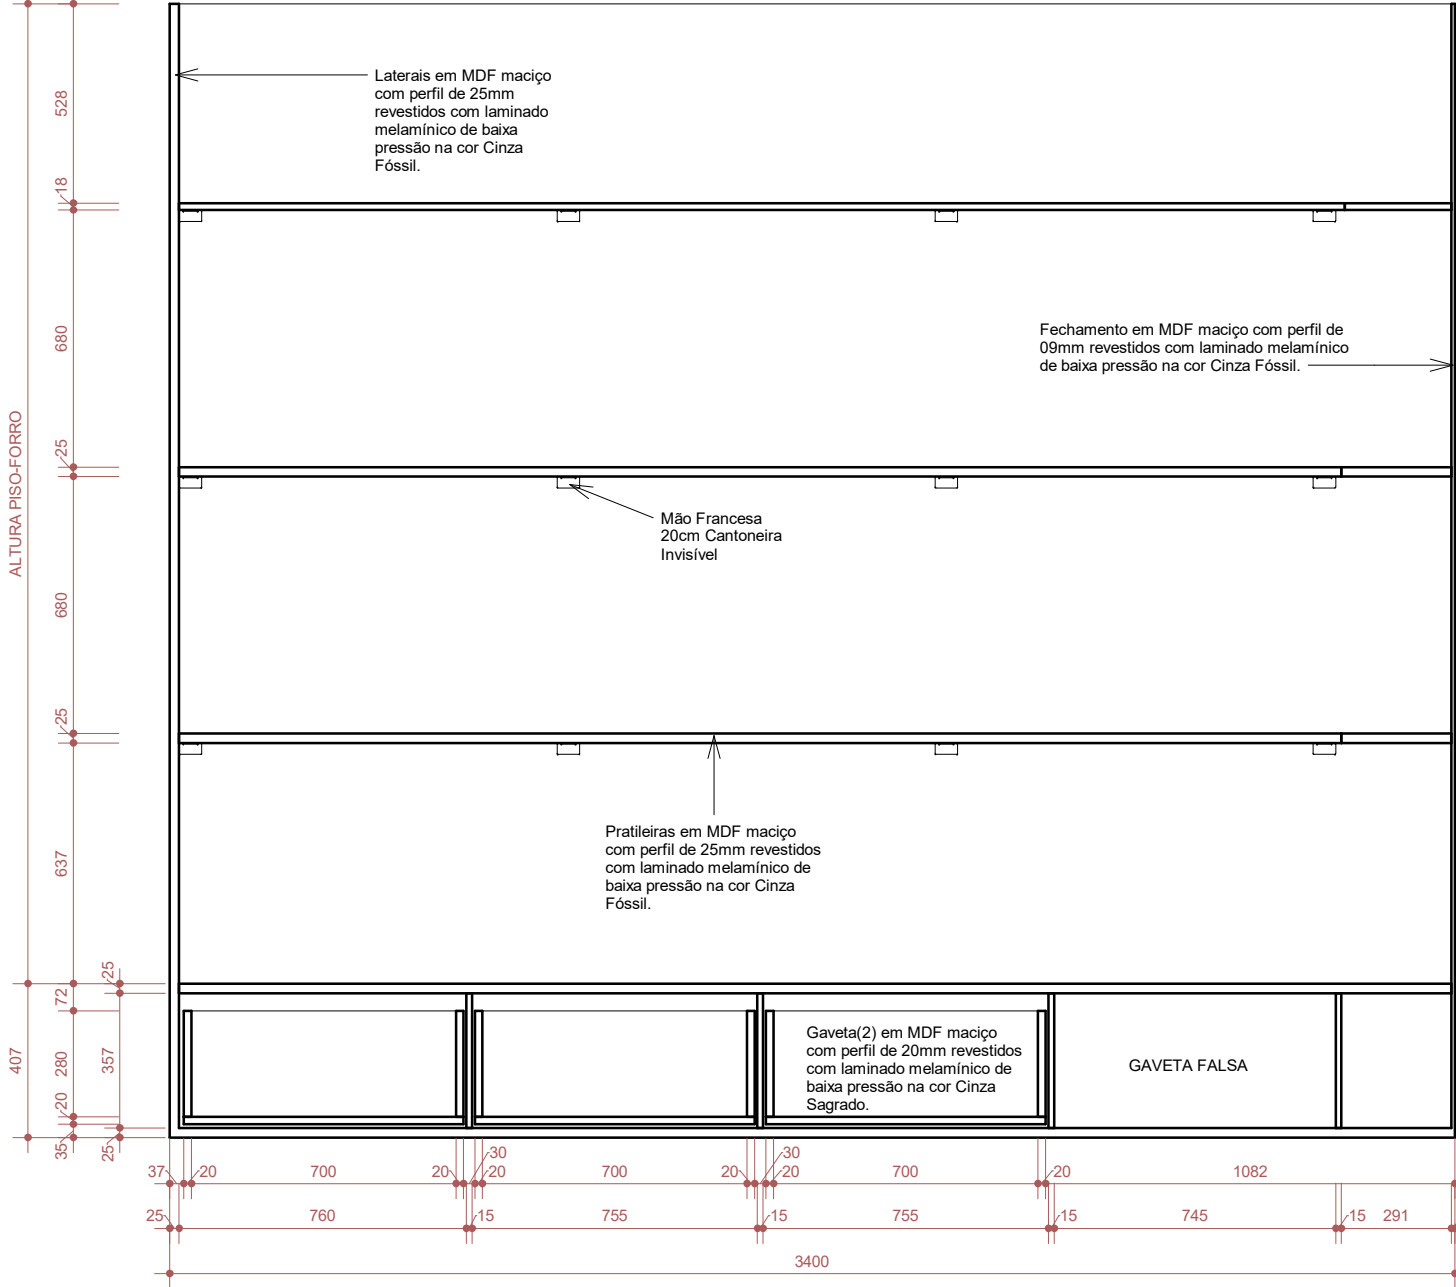 Laterais em MDF maciço
com perfil de 25mm
revestidos com laminado
melamínico de baixa
pressão na cor Cinza
Fóssil.
528
18
680
Fechamento em MDF maciço com perfil de
09mm revestidos com laminado melamínico
de baixa pressão na cor Cinza Fóssil.
ALTURA PISO-FORRO
25
Mão Francesa
20cm Cantoneira
Invisível
680
25
Pratileiras em MDF maciço
com perfil de 25mm revestidos
com laminado melamínico de
baixa pressão na cor Cinza
Fóssil.
637
25
72
407
280
357
20
35
25
Gaveta(2) em MDF maciço
com perfil de 20mm revestidos
com laminado melamínico de
baixa pressão na cor Cinza
Sagrado.
GAVETA FALSA
30
30
37 20 700 20 20 700 20 20 700 20 1082
25 760 15 755 15 755 15 745 15 291
3400